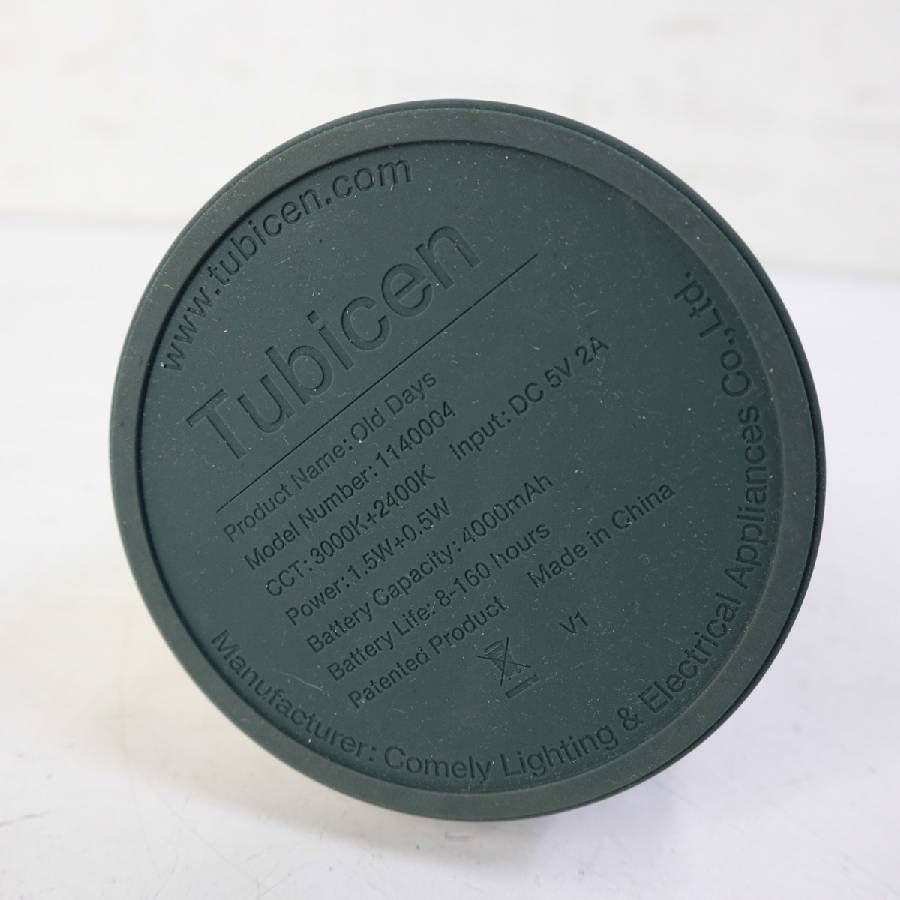 www.tubicen.com
Tubicen
Product Name: Old Days
Model Number: 1140004
CCT: 3000K+2400K Input: DC 5V 2A
Power: 1.5W+0.5W
Battery Capacity: 4000mAh
Battery Life: 8-160 hours
Patented Product Made in China
V1
Manufacturer: Comely Lighting & Electrical Appliances Co., Ltd.